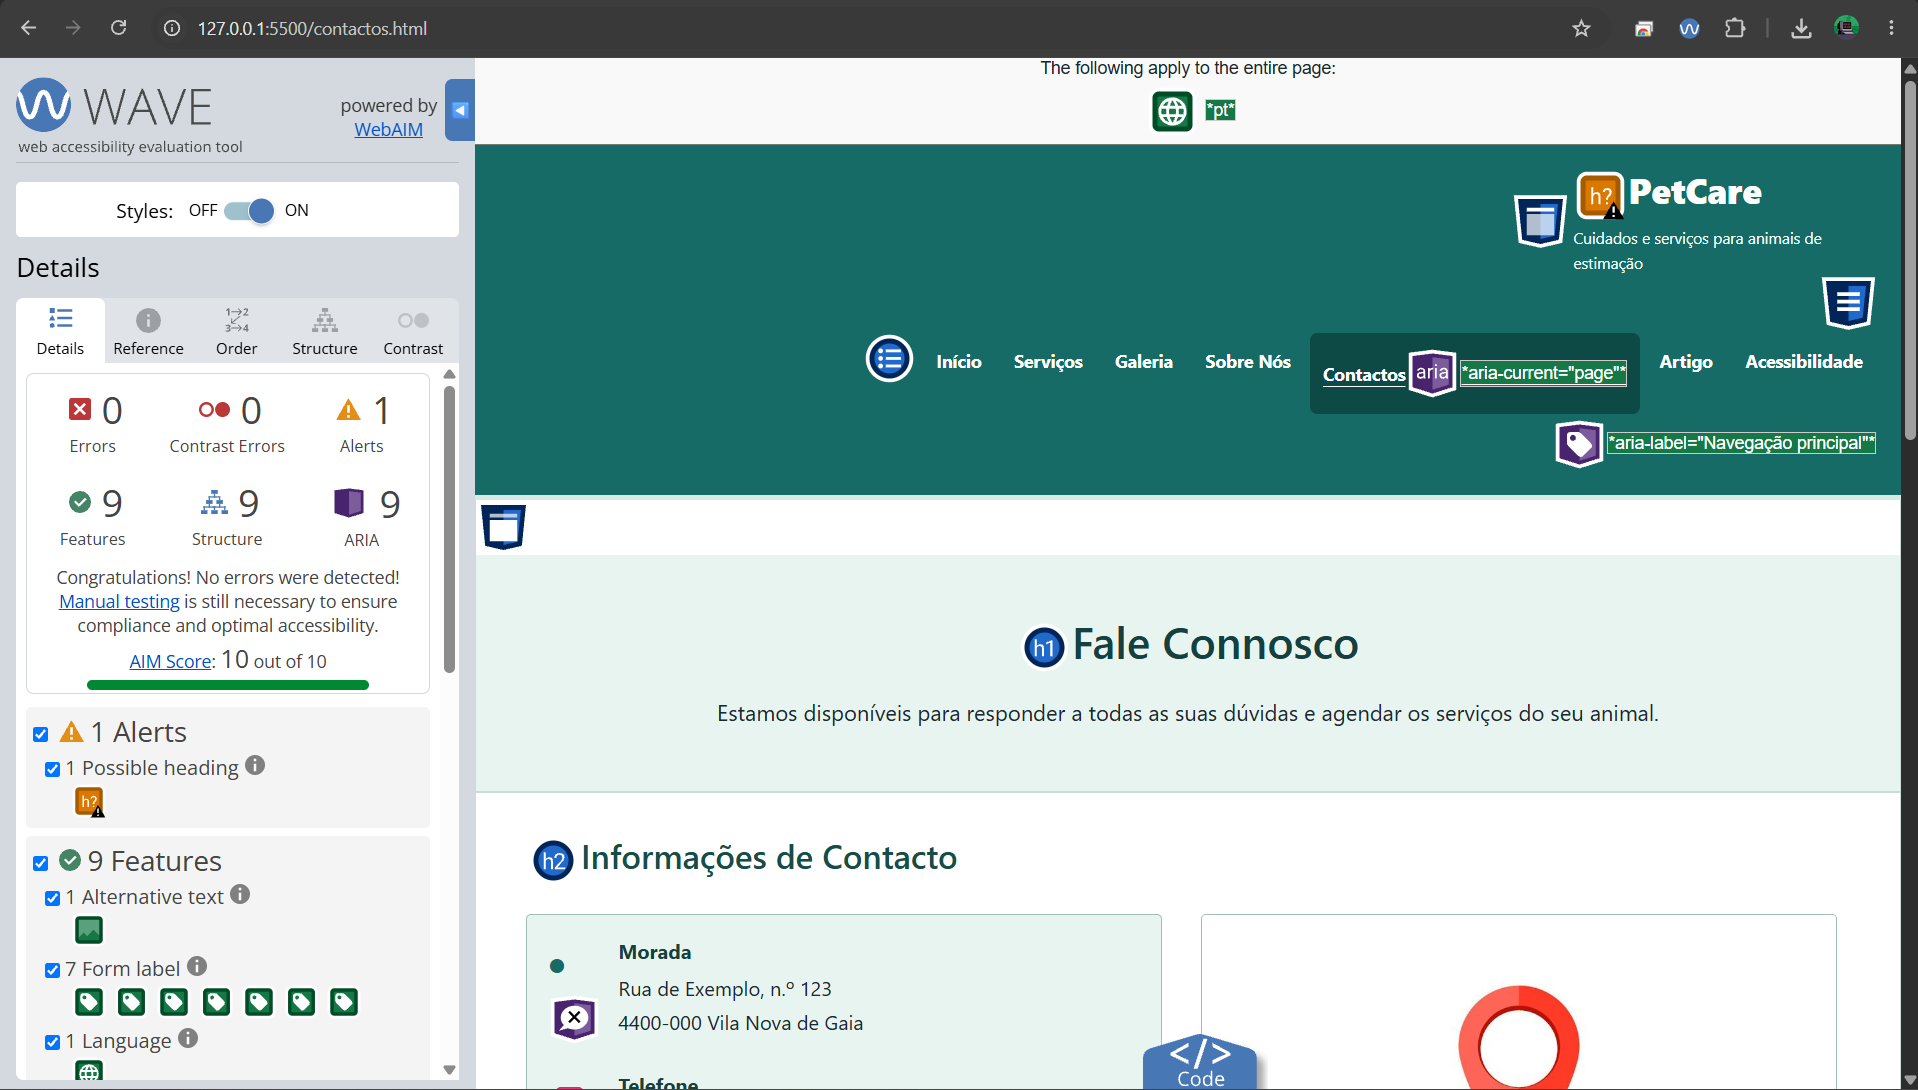 127.0.0.1:5500/contactos.html
WAVE
web accessibility evaluation tool
powered by
WebAIM
Styles: OFF ON
Details
Details
Reference
1→2
3→4
Order
Structure
Contrast
0
Errors
0
Contrast Errors
1
Alerts
9
Features
9
Structure
9
ARIA
Congratulations! No errors were detected!
Manual testing is still necessary to ensure
compliance and optimal accessibility.
AIM Score: 10 out of 10
1 Alerts
1 Possible heading
h?
9 Features
1 Alternative text
7 Form label
1 Language
The following apply to the entire page:
*pt*
h? PetCare
Cuidados e serviços para animais de
estimação
Início
Serviços
Galeria
Sobre Nós
Contactos aria *aria-current="page"*
Artigo
Acessibilidade
*aria-label="Navegação principal"*
h1 Fale Connosco
Estamos disponíveis para responder a todas as suas dúvidas e agendar os serviços do seu animal.
h2 Informações de Contacto
Morada
Rua de Exemplo, n.º 123
4400-000 Vila Nova de Gaia
Telefone
</>
Code